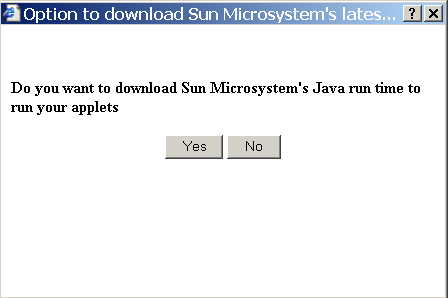 Option to download Sun Microsystem's lates...
Do you want to download Sun Microsystem's Java run time to
run your applets
Yes No